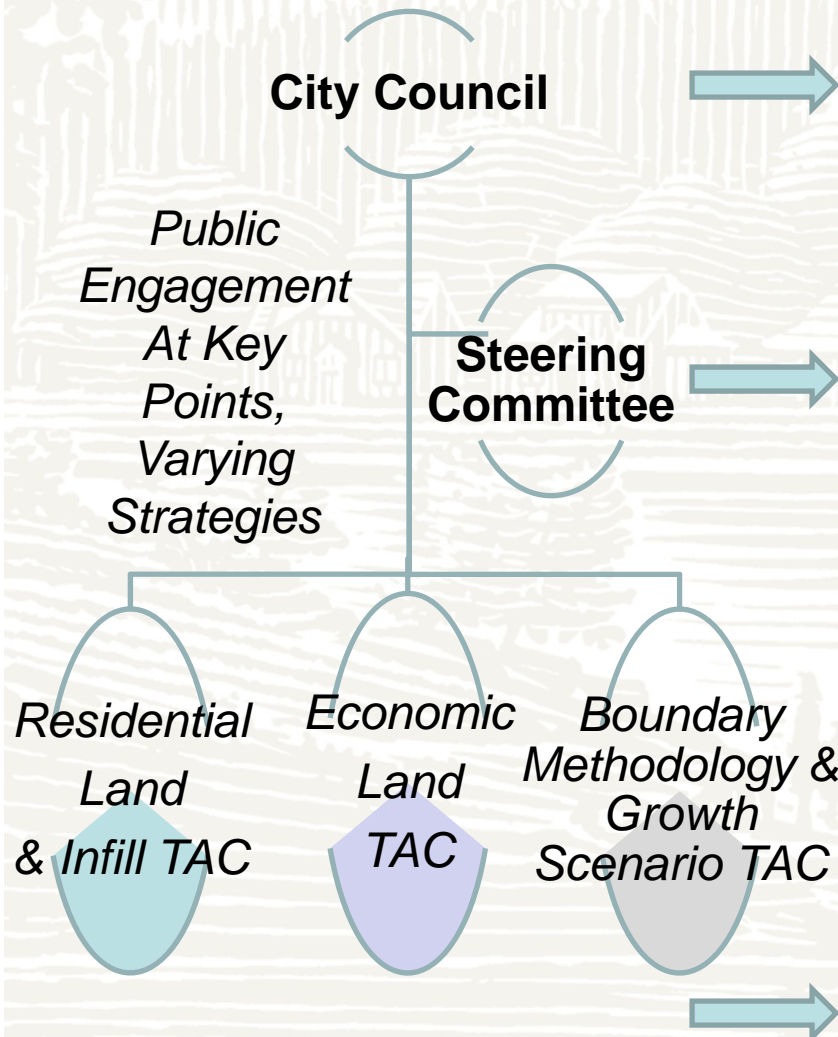 City Council
Public
Engagement
At Key
Points,
Varying
Strategies
Steering
Committee
Residential
Land
& Infill TAC
Economic
Land
TAC
Boundary
Methodology &
Growth
Scenario TAC